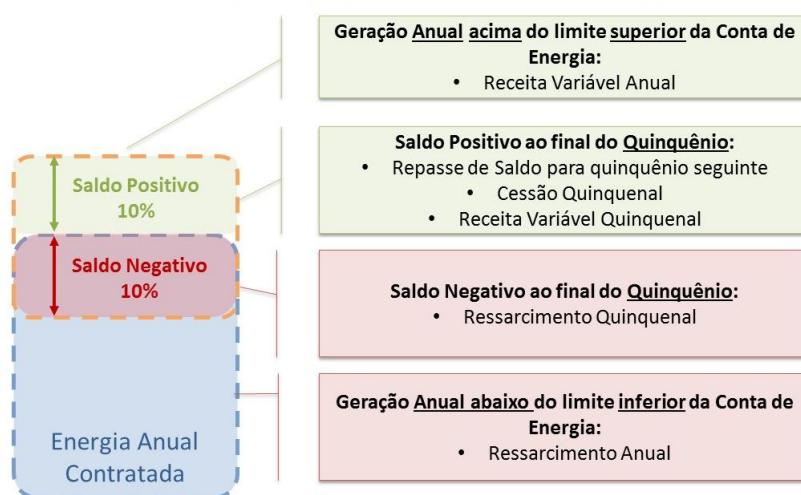 Geração Anual acima do limite superior da Conta de
Energia:
• Receita Variável Anual
Saldo Positivo ao final do Quinquênio:
• Repasse de Saldo para quinquênio seguinte
• Cessão Quinquenal
• Receita Variável Quinquenal
Saldo Positivo
10%
Saldo Negativo
10%
Saldo Negativo ao final do Quinquênio:
• Ressarcimento Quinquenal
Geração Anual abaixo do limite inferior da Conta de
Energia:
• Ressarcimento Anual
Energia Anual
Contratada